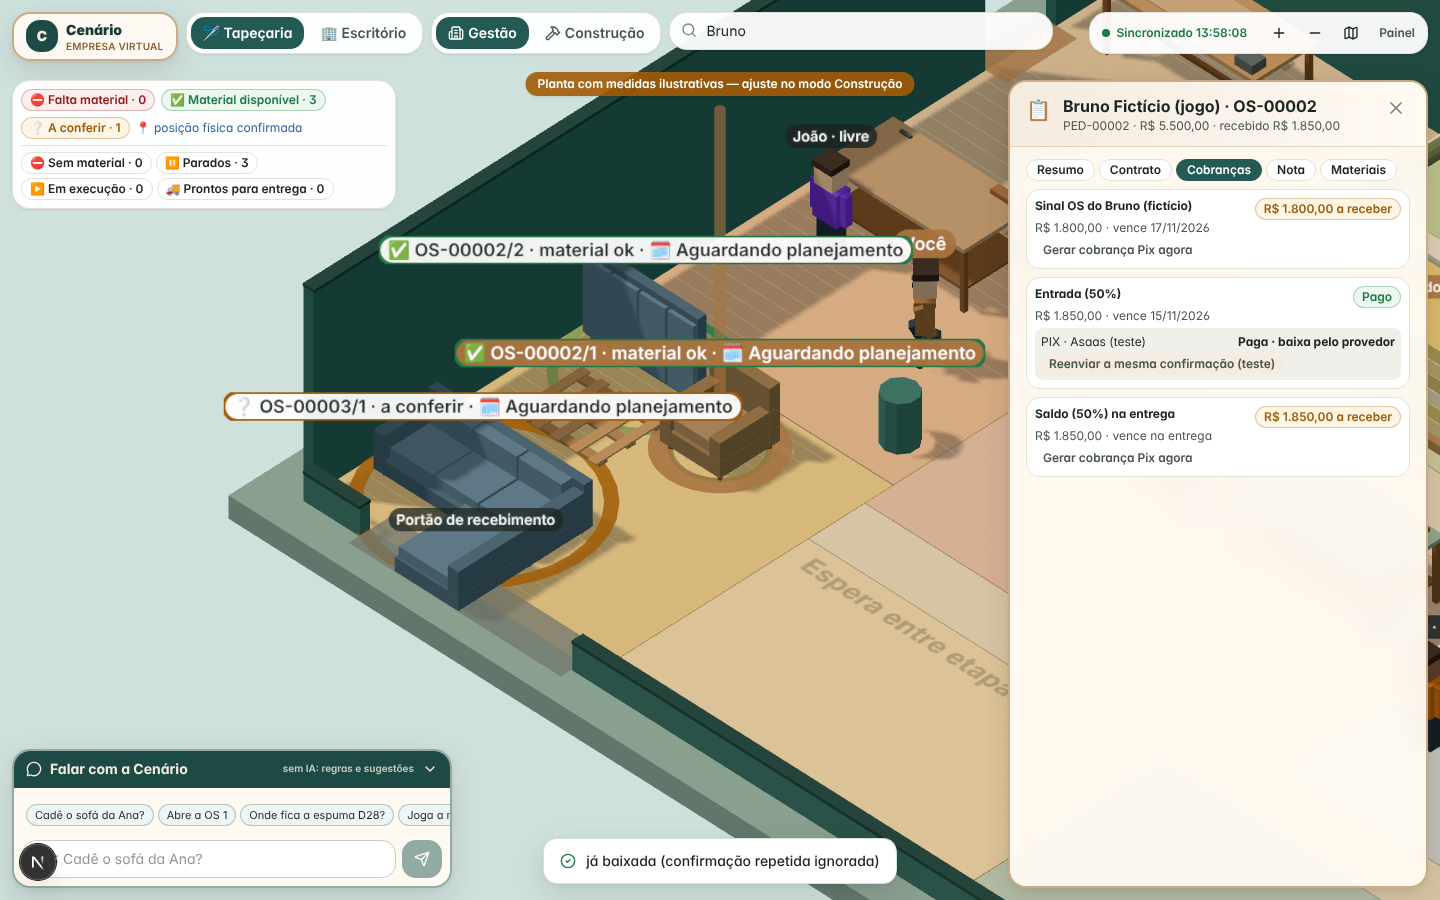 C
Cenário
EMPRESA VIRTUAL
Tapeçaria
Escritório
Gestão
Construção
Bruno
Sincronizado 13:58:08
Painel
Planta com medidas ilustrativas — ajuste no modo Construção
Falta material · 0
Material disponível · 3
A conferir · 1
posição física confirmada
Sem material · 0
Parados · 3
Em execução · 0
Prontos para entrega · 0
João · livre
Você
OS-00002/2 · material ok · Aguardando planejamento
OS-00002/1 · material ok · Aguardando planejamento
OS-00003/1 · a conferir · Aguardando planejamento
Portão de recebimento
Espera entre etapa
Bruno Fictício (jogo) · OS-00002
PED-00002 · R$ 5.500,00 · recebido R$ 1.850,00
Resumo
Contrato
Cobranças
Nota
Materiais
Sinal OS do Bruno (fictício)
R$ 1.800,00 a receber
R$ 1.800,00 · vence 17/11/2026
Gerar cobrança Pix agora
Entrada (50%)
Pago
R$ 1.850,00 · vence 15/11/2026
PIX · Asaas (teste)
Paga · baixa pelo provedor
Reenviar a mesma confirmação (teste)
Saldo (50%) na entrega
R$ 1.850,00 a receber
R$ 1.850,00 · vence na entrega
Gerar cobrança Pix agora
Falar com a Cenário
sem IA: regras e sugestões
Cadê o sofá da Ana?
Abre a OS 1
Onde fica a espuma D28?
Joga a
N
Cadê o sofá da Ana?
já baixada (confirmação repetida ignorada)